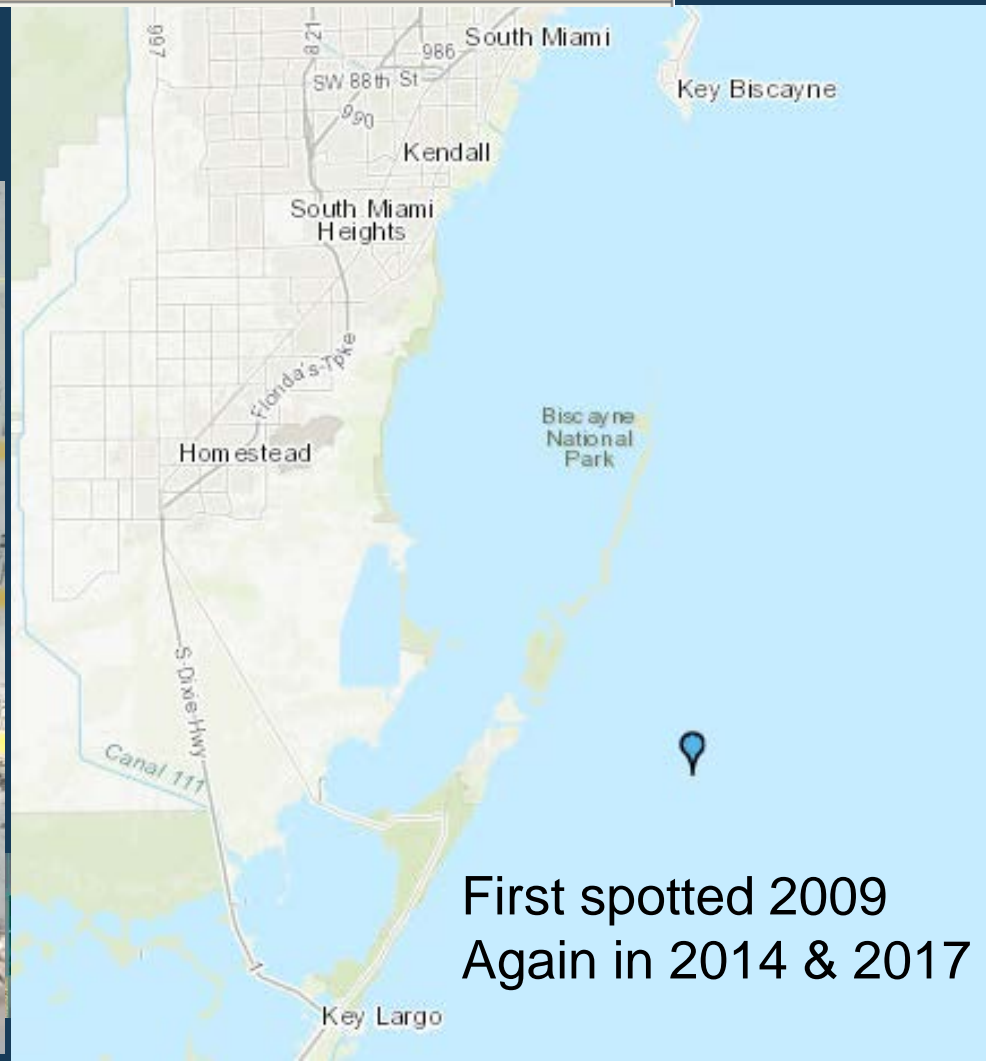 997
821
986
South Miami
SW 88th St
Key Biscayne
990
Kendall
South Miami
Heights
Florida's-Tpke
Biscayne
National
Park
Homestead
S-Dixie-Hwy
Canal 111
First spotted 2009
Again in 2014 & 2017
1
Key Largo